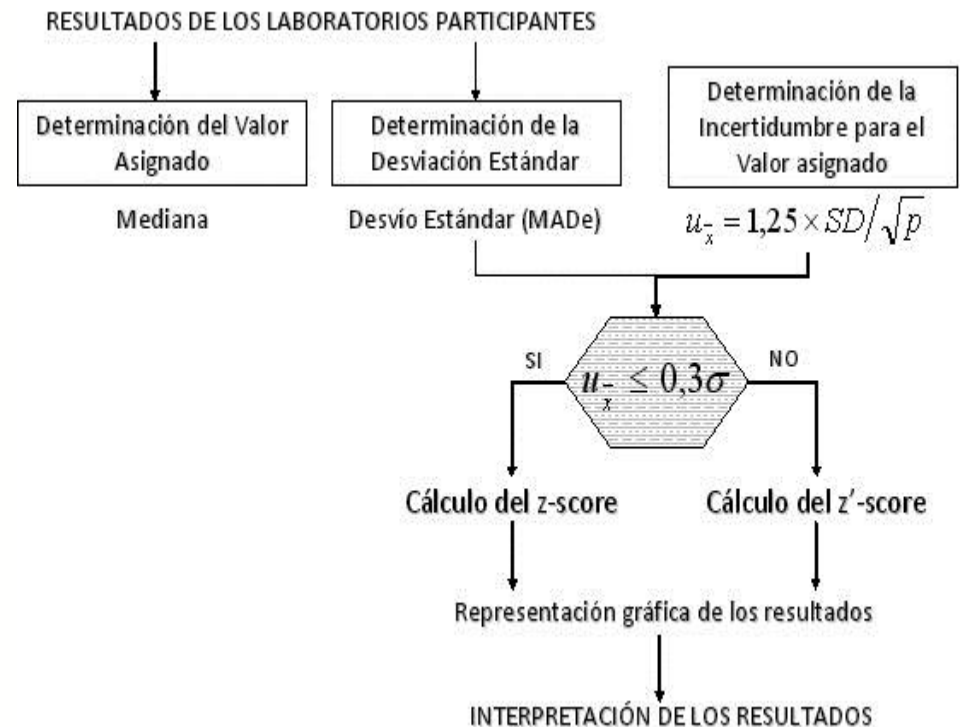 RESULTADOS DE LOS LABORATORIOS PARTICIPANTES
Determinación del Valor
Asignado
Determinación de la
Desviación Estándar
Determinación de la
Incertidumbre para el
Valor asignado
Mediana
Desvío Estándar (MADe)
u_x̄ = 1,25 × SD/√p
SI
u_x̄ ≤ 0,3σ
NO
Cálculo del z-score
Cálculo del z′-score
Representación gráfica de los resultados
INTERPRETACIÓN DE LOS RESULTADOS